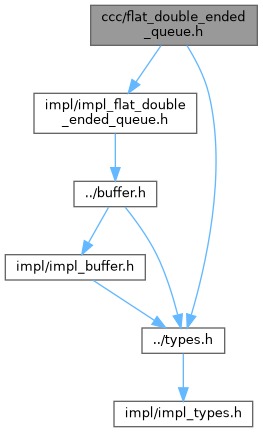 ccc/flat_double_ended
_queue.h
impl/impl_flat_double
_ended_queue.h
../buffer.h
impl/impl_buffer.h
../types.h
impl/impl_types.h